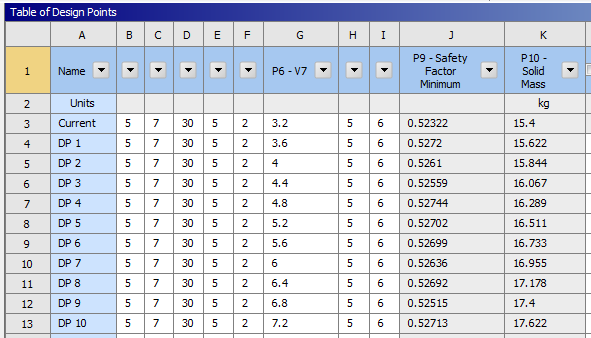 Table of Design Points
A B C D E F G H I J K
1 Name P6 - V7 P9 - Safety Factor Minimum P10 - Solid Mass
2 Units kg
3 Current 5 7 30 5 2 3.2 5 6 0.52322 15.4
4 DP 1 5 7 30 5 2 3.6 5 6 0.5272 15.622
5 DP 2 5 7 30 5 2 4 5 6 0.5261 15.844
6 DP 3 5 7 30 5 2 4.4 5 6 0.52559 16.067
7 DP 4 5 7 30 5 2 4.8 5 6 0.52744 16.289
8 DP 5 5 7 30 5 2 5.2 5 6 0.52702 16.511
9 DP 6 5 7 30 5 2 5.6 5 6 0.52699 16.733
10 DP 7 5 7 30 5 2 6 5 6 0.52636 16.955
11 DP 8 5 7 30 5 2 6.4 5 6 0.52692 17.178
12 DP 9 5 7 30 5 2 6.8 5 6 0.52515 17.4
13 DP 10 5 7 30 5 2 7.2 5 6 0.52713 17.622